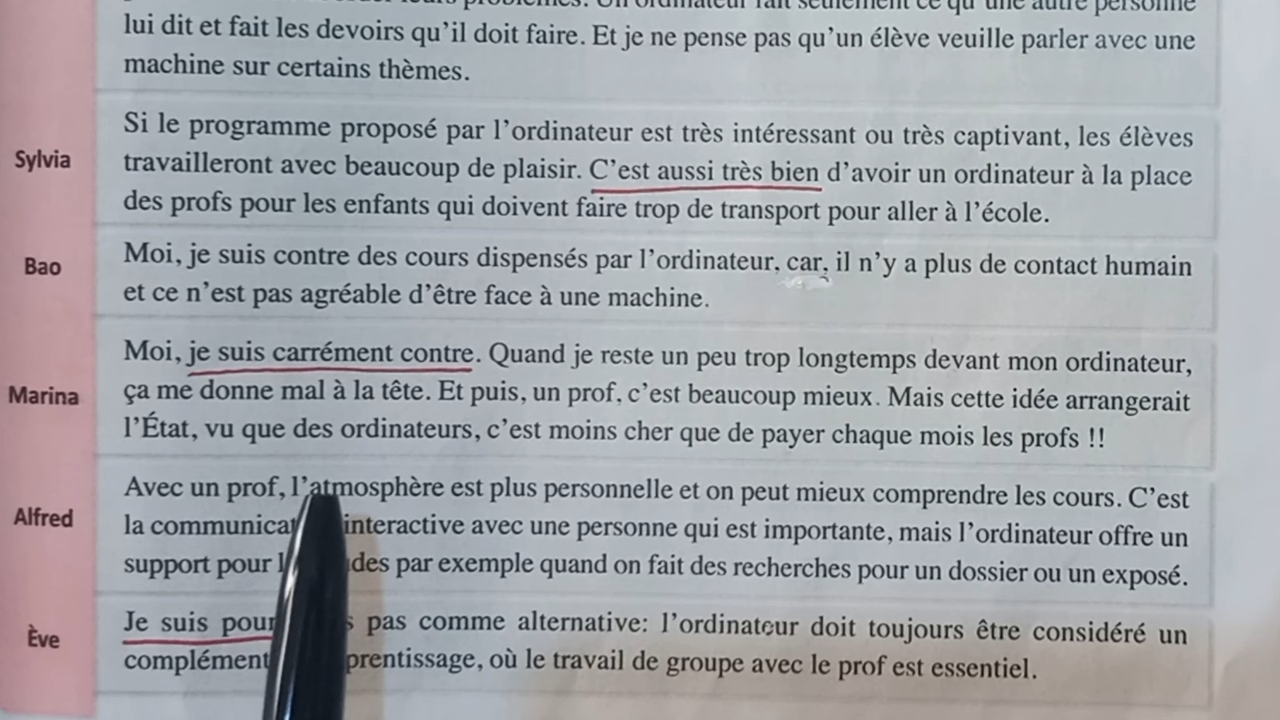 lui dit et fait les devoirs qu'il doit faire. Et je ne pense pas qu'un élève veuille parler avec une
machine sur certains thèmes.
Sylvia
Si le programme proposé par l'ordinateur est très intéressant ou très captivant, les élèves
travailleront avec beaucoup de plaisir. C'est aussi très bien d'avoir un ordinateur à la place
des profs pour les enfants qui doivent faire trop de transport pour aller à l'école.
Bao
Moi, je suis contre des cours dispensés par l'ordinateur, car, il n'y a plus de contact humain
et ce n'est pas agréable d'être face à une machine.
Marina
Moi, je suis carrément contre. Quand je reste un peu trop longtemps devant mon ordinateur,
ça me donne mal à la tête. Et puis, un prof, c'est beaucoup mieux. Mais cette idée arrangerait
l'État, vu que des ordinateurs, c'est moins cher que de payer chaque mois les profs !!
Alfred
Avec un prof, l'atmosphère est plus personnelle et on peut mieux comprendre les cours. C'est
la interactive avec une personne qui est importante, mais l'ordinateur offre un
support pour par exemple quand on fait des recherches pour un dossier ou un exposé.
Ève
Je suis pour pas comme alternative: l'ordinateur doit toujours être considéré un
complément où le travail de groupe avec le prof est essentiel.